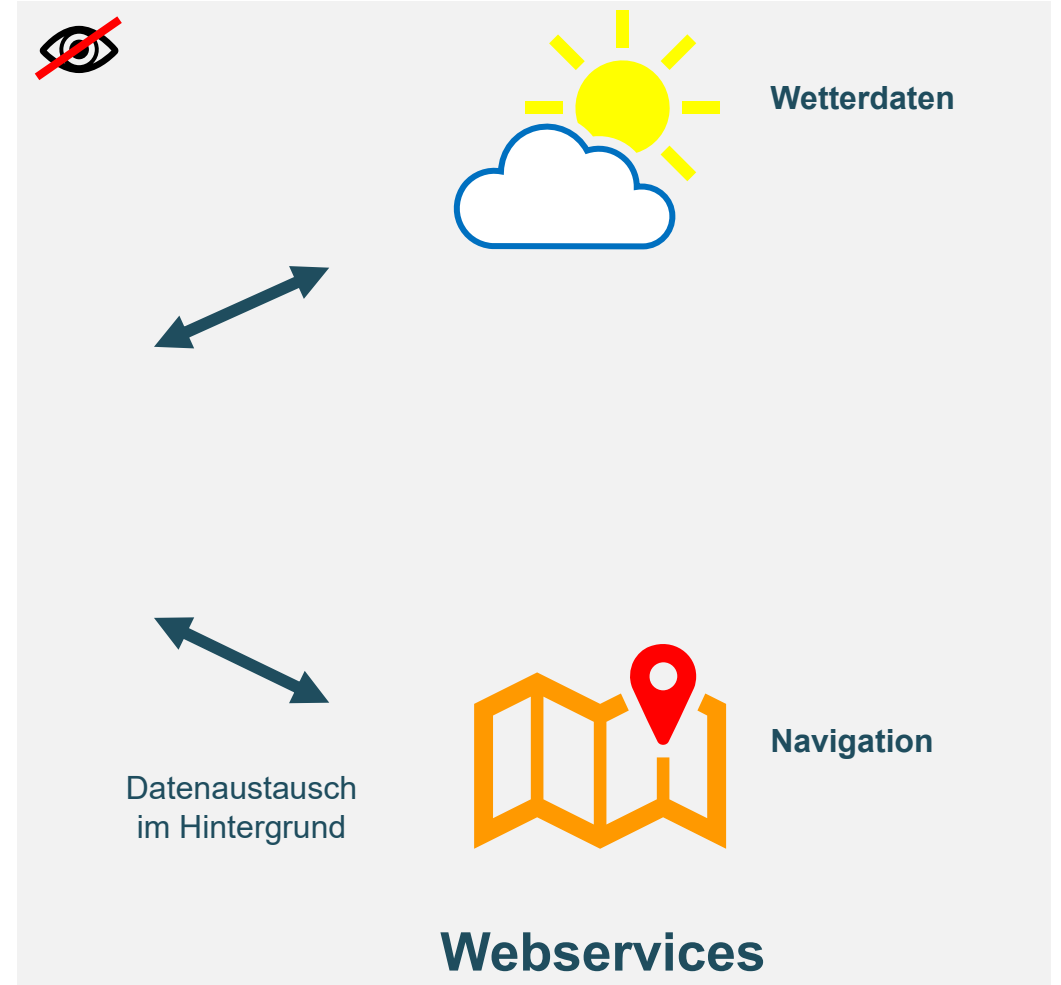 Wetterdaten
Navigation
Datenaustausch
im Hintergrund
Webservices